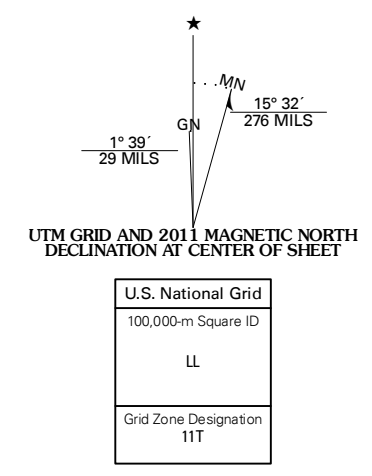 MN
15° 32´
276 MILS
GN
1° 39´
29 MILS
UTM GRID AND 2011 MAGNETIC NORTH
DECLINATION AT CENTER OF SHEET
U.S. National Grid
100,000-m Square ID
LL
Grid Zone Designation
11T